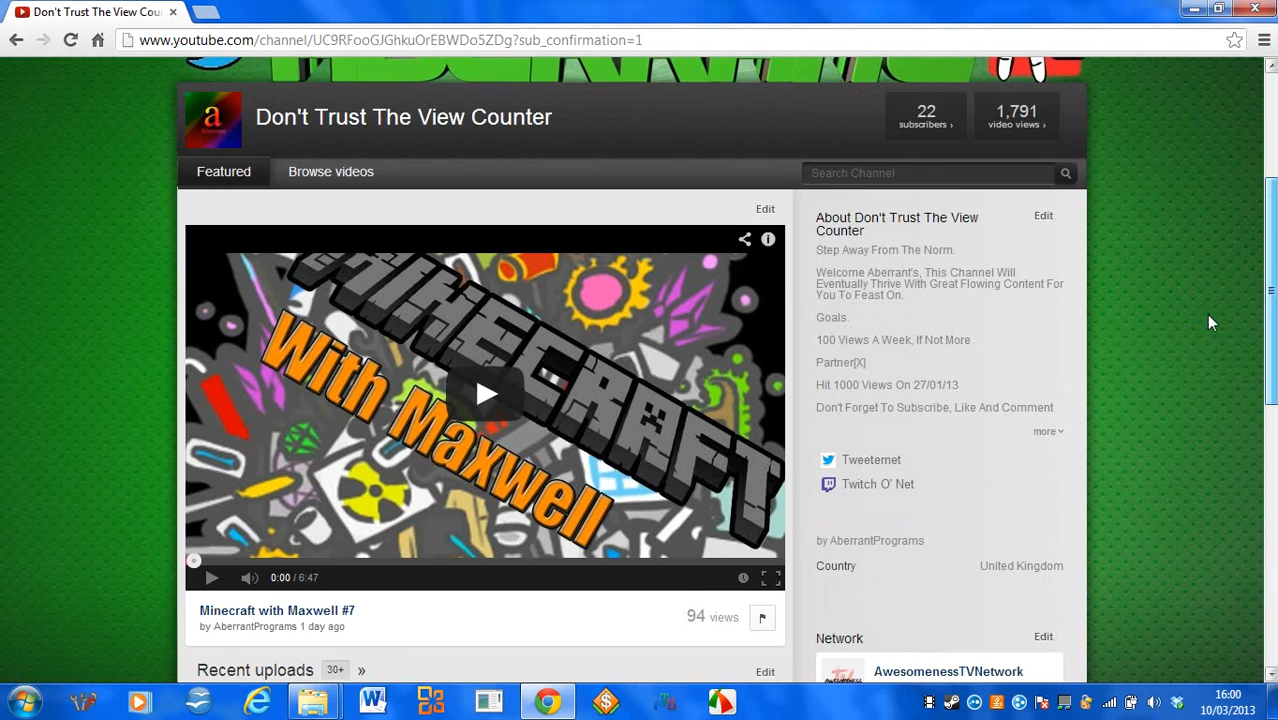 Don't Trust The View Cou
www.youtube.com/channel/UC9RFooGJGhkuOrEBWDo5ZDg?sub_confirmation=1
a
Aberrant
Don't Trust The View Counter
22
subscribers ›
1,791
video views ›
Featured
Browse videos
Search Channel
Edit
MINECRAFT
With Maxwell
0:00 / 6:47
Minecraft with Maxwell #7
by AberrantPrograms 1 day ago
94 views
Recent uploads 30+ »
Edit
About Don't Trust The View
Counter
Edit
Step Away From The Norm.
Welcome Aberrant's, This Channel Will
Eventually Thrive With Great Flowing Content For
You To Feast On.
Goals.
100 Views A Week, If Not More
Partner[X]
Hit 1000 Views On 27/01/13
Don't Forget To Subscribe, Like And Comment
more
Tweeternet
Twitch O' Net
by AberrantPrograms
Country United Kingdom
Network
Edit
AwesomenessTVNetwork
16:00
10/03/2013